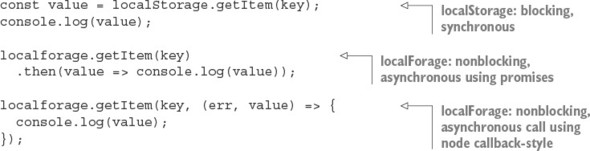 const value = localStorage.getItem(key);
console.log(value);
localStorage: blocking,
synchronous
localforage.getItem(key)
.then(value => console.log(value));
localForage: nonblocking,
asynchronous using promises
localforage.getItem(key, (err, value) => {
console.log(value);
});
localForage: nonblocking,
asynchronous call using
node callback-style